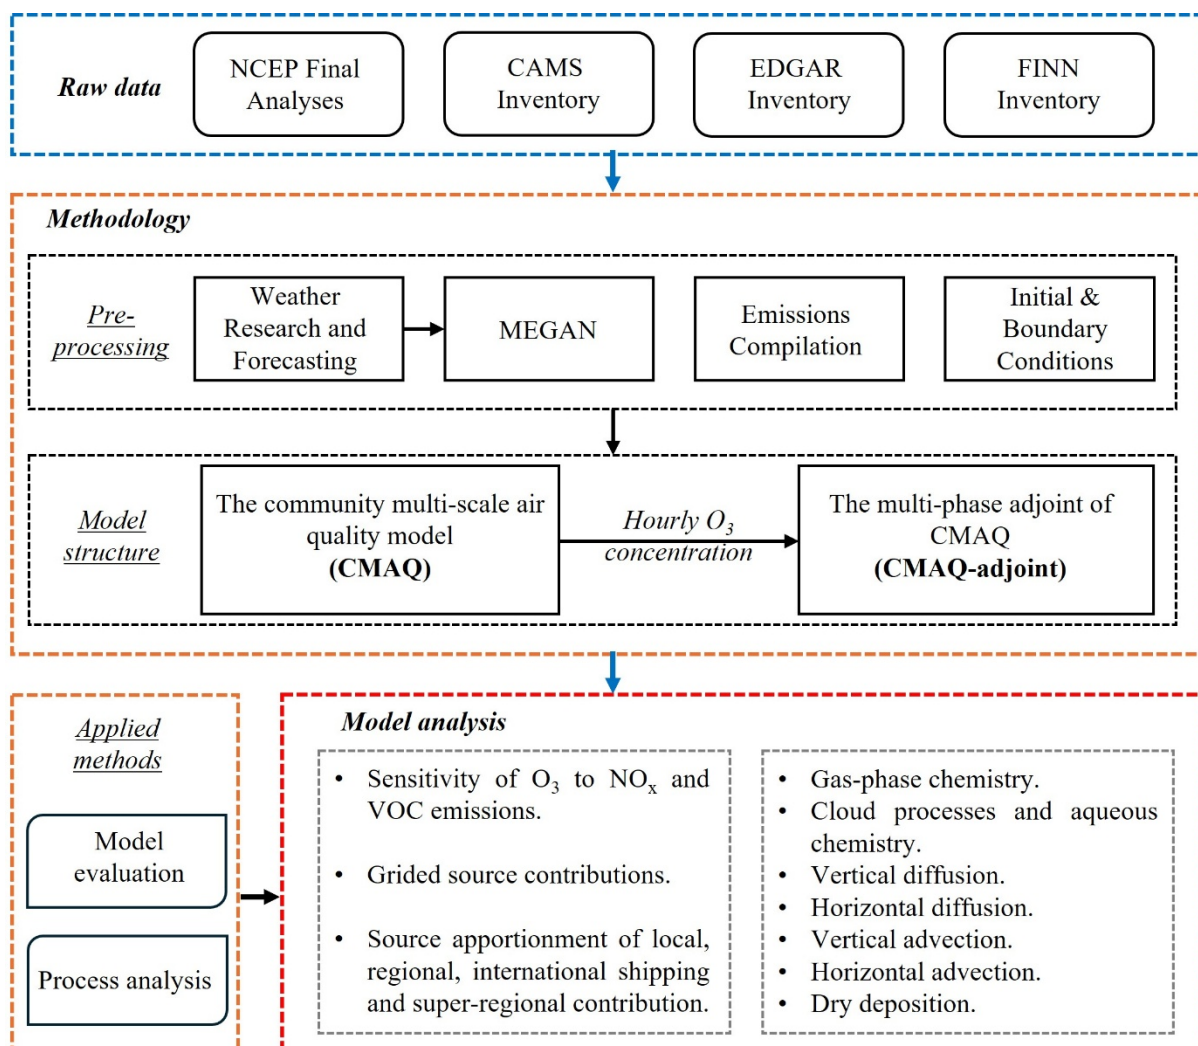 Raw data
NCEP Final
Analyses
CAMS
Inventory
EDGAR
Inventory
FINN
Inventory
Methodology
Pre-
processing
Weather
Research and
Forecasting
MEGAN
Emissions
Compilation
Initial &
Boundary
Conditions
Model
structure
The community multi-scale air
quality model
(CMAQ)
Hourly O₃
concentration
The multi-phase adjoint of
CMAQ
(CMAQ-adjoint)
Applied
methods
Model
evaluation
Process analysis
Model analysis
• Sensitivity of O₃ to NOₓ and
VOC emissions.
• Grided source contributions.
• Source apportionment of local,
regional, international shipping
and super-regional contribution.
• Gas-phase chemistry.
• Cloud processes and aqueous
chemistry.
• Vertical diffusion.
• Horizontal diffusion.
• Vertical advection.
• Horizontal advection.
• Dry deposition.